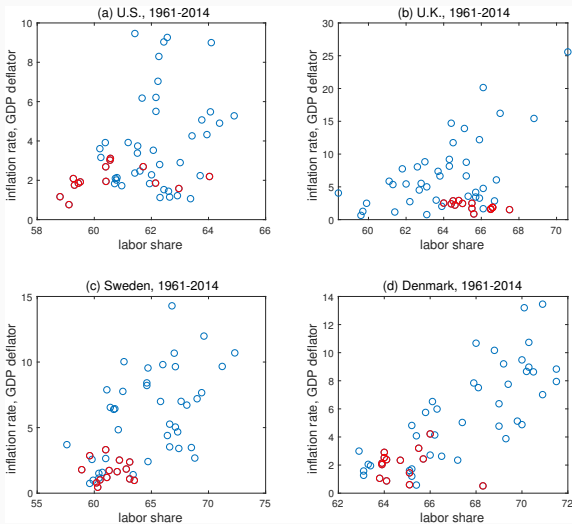 (a) U.S., 1961-2014
inflation rate, GDP deflator
10
8
6
4
2
0
58 60 62 64 66
labor share
(b) U.K., 1961-2014
inflation rate, GDP deflator
30
25
20
15
10
5
0
60 62 64 66 68 70
labor share
(c) Sweden, 1961-2014
inflation rate, GDP deflator
15
10
5
0
55 60 65 70 75
labor share
(d) Denmark, 1961-2014
inflation rate, GDP deflator
14
12
10
8
6
4
2
0
62 64 66 68 70 72
labor share